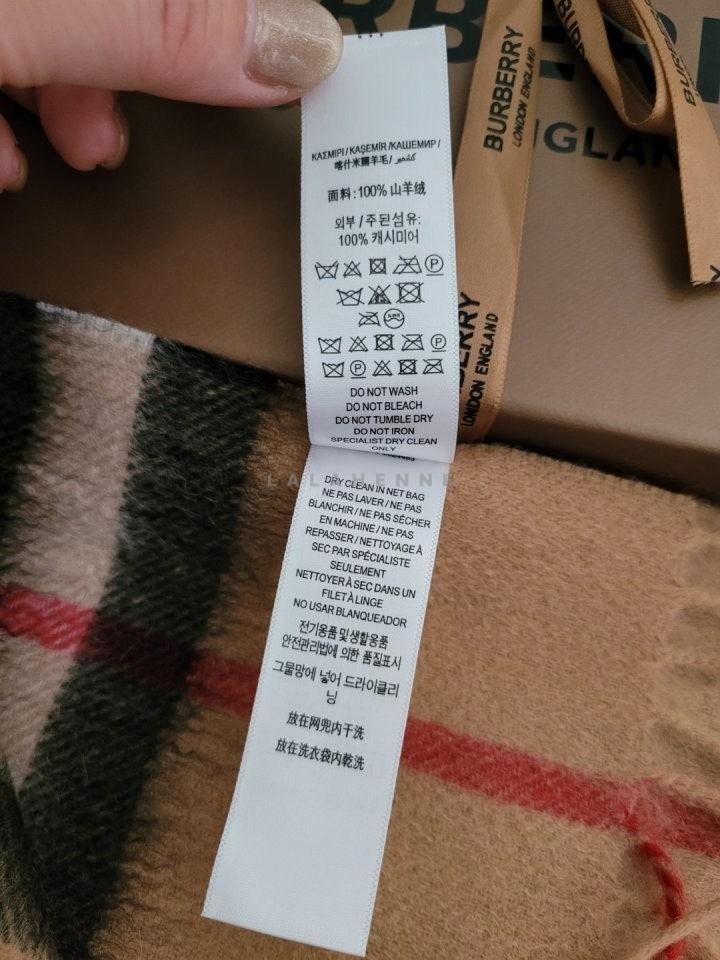 BURBERRY
LONDON ENGLAND
ΚΑΣΜΙΡΙ / KAŞEMİR /КАШЕМИР /
喀什米爾羊毛/ كشمير
面料: 100% 山羊绒
외부 / 주된섬유:
100% 캐시미어
DO NOT WASH
DO NOT BLEACH
DO NOT TUMBLE DRY
DO NOT IRON
SPECIALIST DRY CLEAN
ONLY
LALAHENNE
DRY CLEAN IN NET BAG
NE PAS LAVER / NE PAS
BLANCHIR / NE PAS SÉCHER
EN MACHINE / NE PAS
REPASSER / NETTOYAGE À
SEC PAR SPÉCIALISTE
SEULEMENT
NETTOYER À SEC DANS UN
FILET À LINGE
NO USAR BLANQUEADOR
전기용품 및 생활용품
안전관리법에 의한 품질표시
그물망에 넣어 드라이클리
닝
放在网兜内干洗
放在洗衣袋内乾洗
LONDON ENGLAND